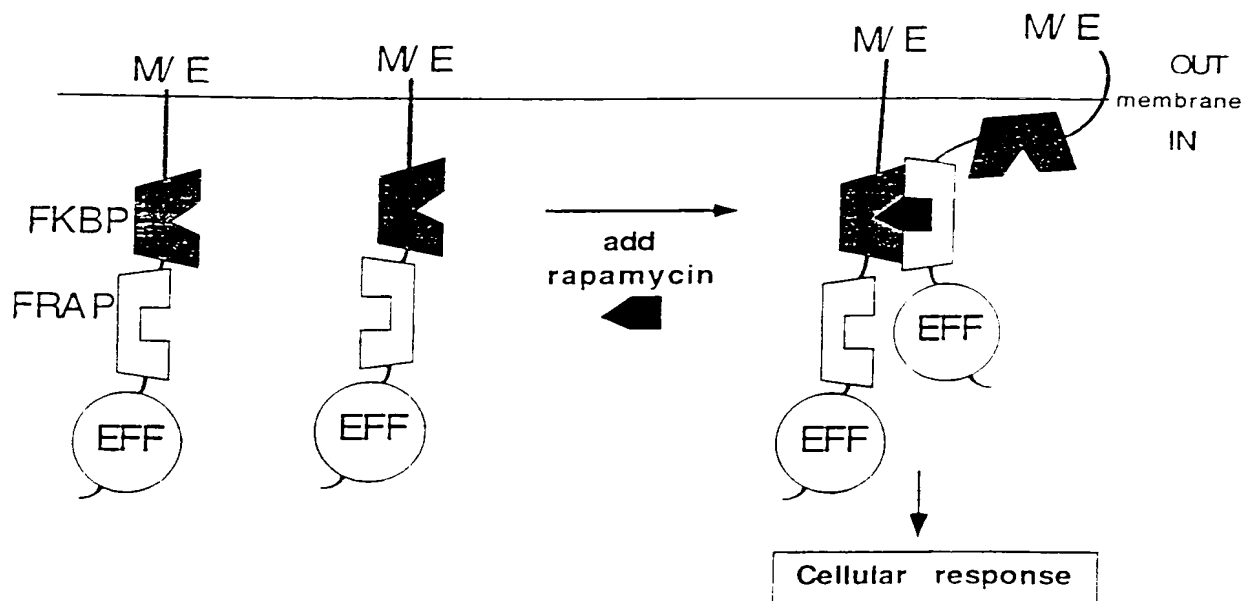 M/E
M/E
M/E
M/E
OUT
membrane
IN
FKBP
FRAP
add
rapamycin
EFF
EFF
EFF
EFF
Cellular response